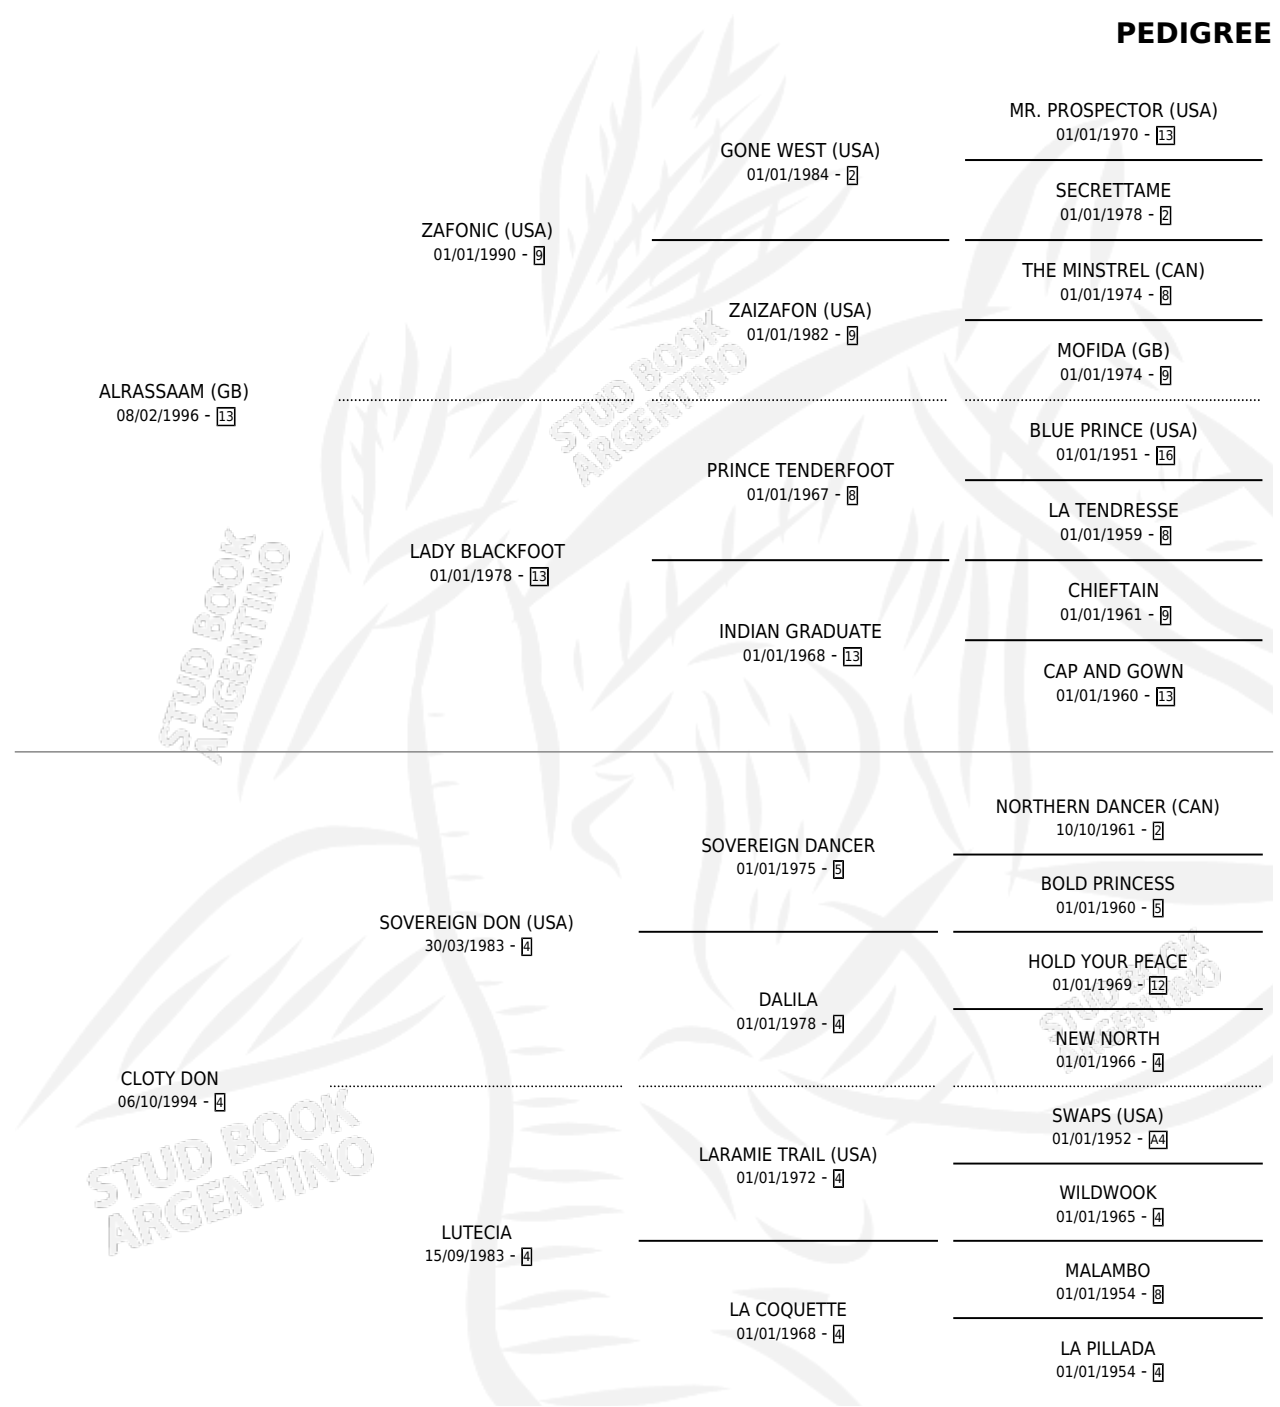 PEDIGREE
MR. PROSPECTOR (USA)
01/01/1970 - 13
GONE WEST (USA)
01/01/1984 - 2
SECRETTAME
01/01/1978 - 2
ZAFONIC (USA)
01/01/1990 - 9
THE MINSTREL (CAN)
01/01/1974 - 8
ZAIZAFON (USA)
01/01/1982 - 9
MOFIDA (GB)
01/01/1974 - 9
ALRASSAAM (GB)
08/02/1996 - 13
BLUE PRINCE (USA)
01/01/1951 - 16
PRINCE TENDERFOOT
01/01/1967 - 8
LA TENDRESSE
01/01/1959 - 8
LADY BLACKFOOT
01/01/1978 - 13
CHIEFTAIN
01/01/1961 - 9
INDIAN GRADUATE
01/01/1968 - 13
CAP AND GOWN
01/01/1960 - 13
NORTHERN DANCER (CAN)
10/10/1961 - 2
SOVEREIGN DANCER
01/01/1975 - 5
BOLD PRINCESS
01/01/1960 - 5
SOVEREIGN DON (USA)
30/03/1983 - 4
HOLD YOUR PEACE
01/01/1969 - 12
DALILA
01/01/1978 - 4
NEW NORTH
01/01/1966 - 4
CLOTY DON
06/10/1994 - 4
SWAPS (USA)
01/01/1952 - A4
LARAMIE TRAIL (USA)
01/01/1972 - 4
WILDWOOK
01/01/1965 - 4
LUTECIA
15/09/1983 - 4
MALAMBO
01/01/1954 - 8
LA COQUETTE
01/01/1968 - 4
LA PILLADA
01/01/1954 - 4
STUD BOOK
ARGENTINO
STUD BOOK
ARGENTINO
STUD BOOK
ARGENTINO
STUD BOOK
ARGENTINO